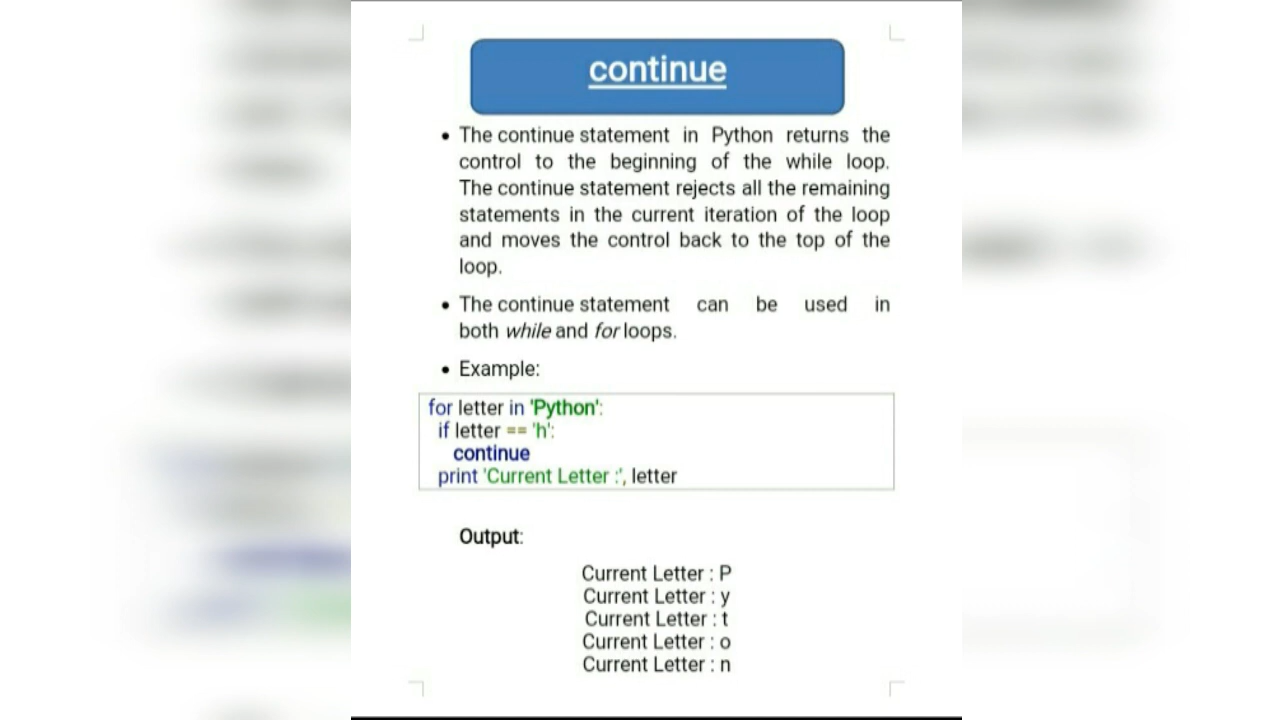 continue
• The continue statement in Python returns the
control to the beginning of the while loop.
The continue statement rejects all the remaining
statements in the current iteration of the loop
and moves the control back to the top of the
loop.
• The continue statement can be used in
both while and for loops.
• Example:
for letter in 'Python':
if letter == 'h':
continue
print 'Current Letter :', letter
Output:
Current Letter : P
Current Letter : y
Current Letter : t
Current Letter : o
Current Letter : n